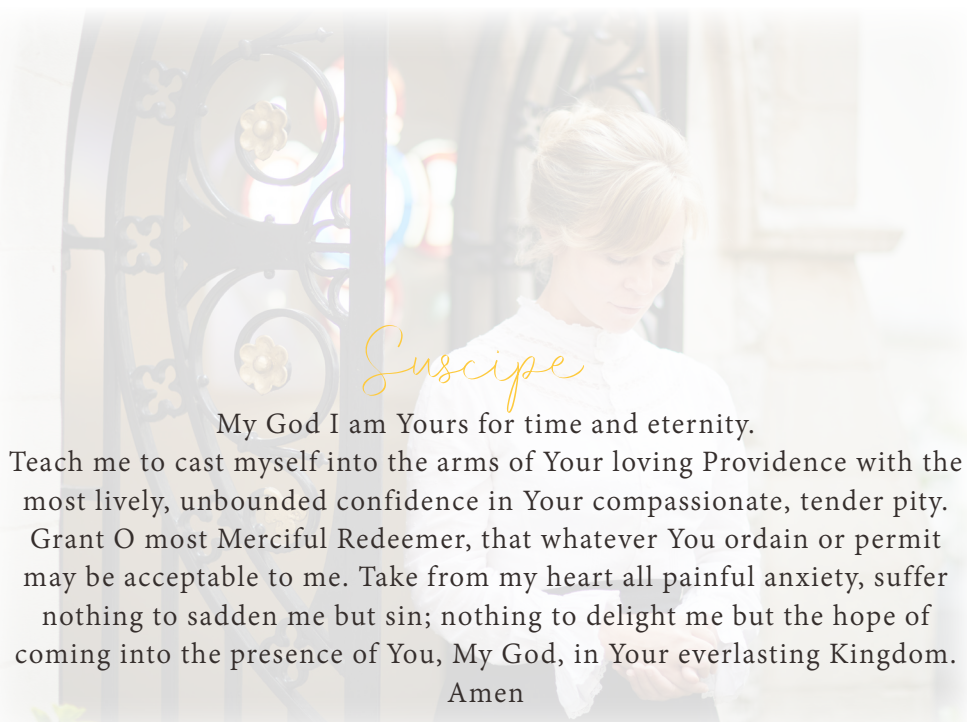 Suscipe
My God I am Yours for time and eternity.
Teach me to cast myself into the arms of Your loving Providence with the
most lively, unbounded confidence in Your compassionate, tender pity.
Grant O most Merciful Redeemer, that whatever You ordain or permit
may be acceptable to me. Take from my heart all painful anxiety, suffer
nothing to sadden me but sin; nothing to delight me but the hope of
coming into the presence of You, My God, in Your everlasting Kingdom.
Amen